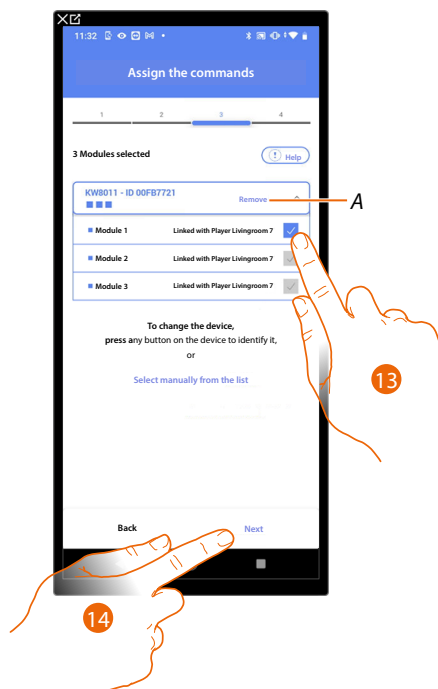 11:32
Assign the commands
1 2 3 4
3 Modules selected
Help
KW8011 - ID 00FB7721
Remove
A
Module 1 Linked with Player Livingroom 7
Module 2 Linked with Player Livingroom 7
Module 3 Linked with Player Livingroom 7
To change the device,
press any button on the device to identify it,
or
Select manually from the list
13
Back Next
14